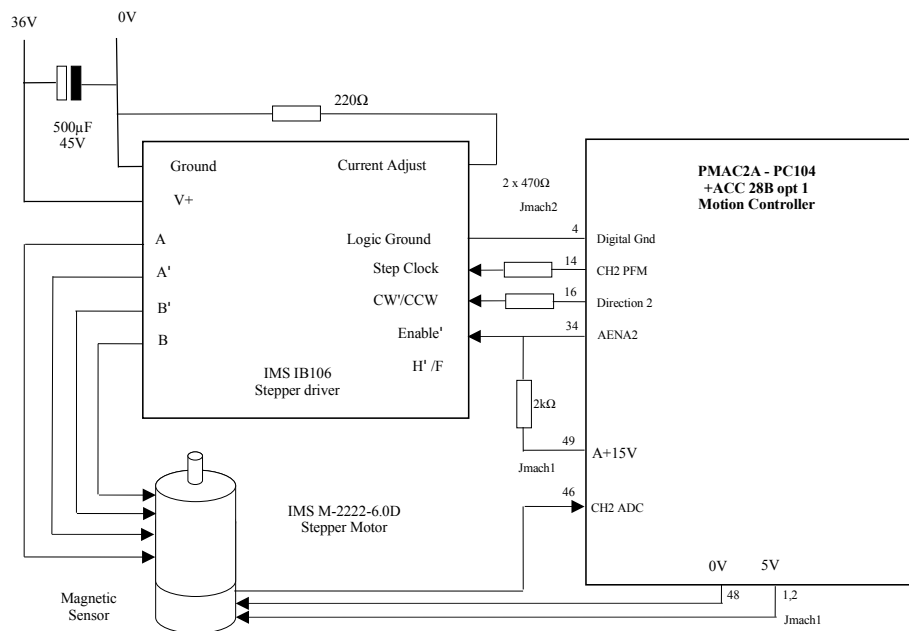 36V
0V
220Ω
500µF
45V
Ground
Current Adjust
V+
2 x 470Ω
Jmach2
PMAC2A - PC104
+ACC 28B opt 1
Motion Controller
A
Logic Ground
4
Digital Gnd
A'
Step Clock
14
CH2 PFM
B'
CW'/CCW
16
Direction 2
B
Enable'
34
AENA2
IMS IB106
Stepper driver
H' /F
2kΩ
49
A+15V
Jmach1
46
CH2 ADC
IMS M-2222-6.0D
Stepper Motor
0V
5V
Magnetic
Sensor
48
1,2
Jmach1